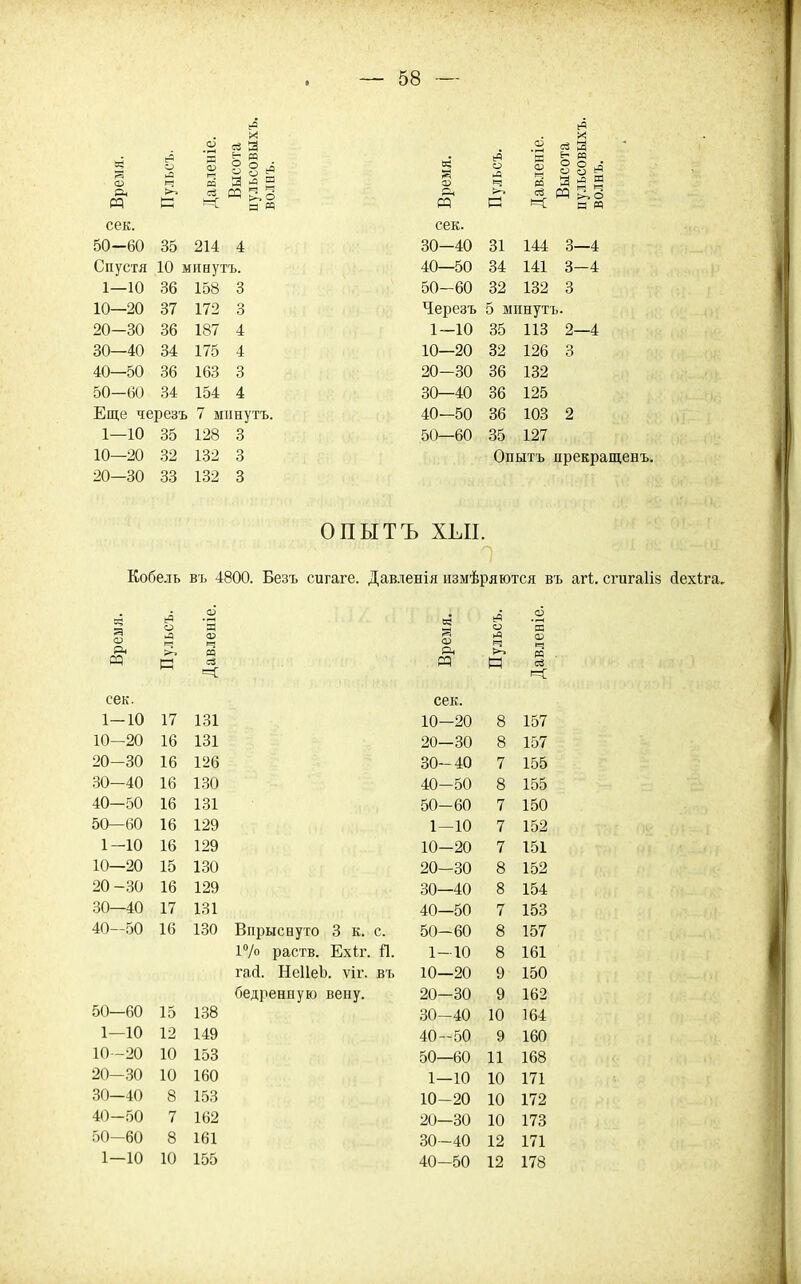 — 58 —
Время. Пульсъ. Давленіе. Высота пульсовыхъ волнъ.
сек.
50—60 35 214 4
Спустя 10 минутъ.
1—10 36 158 3
10—20 37 172 3
20—30 36 187 4
30—40 34 175 4
40—50 36 163 3
50—60 34 154 4
Еще черезъ 7 минутъ.
1—10 35 128 3
10—20 32 132 3
20—30 33 132 3
Время. Пульсъ. Давленіе. Высота пульсовыхъ волнъ.
сек.
30—40 31 144 3—4
40—50 34 141 3—4
50—60 32 132 3
Черезъ 5 минутъ.
1—10 35 113 2—4
10—20 32 126 3
20—30 36 132
30—40 36 125
40—50 36 103 2
50—60 35 127
Опытъ прекращенъ.
ОПЫТЪ XLII.
Кобель въ 4800. Безъ curare. Давленія измѣряются въ art. cruralis dextra.
Время. Пульсъ. Давленіе.
сек.
1—10 17 131
10—20 16 131
20—30 16 126
30—40 16 130
40—50 16 131
50—60 16 129
1—10 16 129
10—20 15 130
20—30 16 129
30—40 17 131
40—50 16 130 Впрыснуто 3 к. с.
1% раств. Extr. fl.
rad. Helleb. vir. въ
бедренную вену.
50—60 15 138
1—10 12 149
10—20 10 153
20—30 10 160
30—40 8 153
40—50 7 162
50—60 8 161
1—10 10 155
Время. Пульсъ. Давленіе.
сек.
10—20 8 157
20—30 8 157
30—40 7 155
40—50 8 155
50—60 7 150
1—10 7 152
10—20 7 151
20—30 8 152
30—40 8 154
40—50 7 153
50—60 8 157
1—10 8 161
10—20 9 150
20—30 9 162
30—40 10 164
40—50 9 160
50—60 11 168
1—10 10 171
10—20 10 172
20—30 10 173
30—40 12 171
40—50 12 178